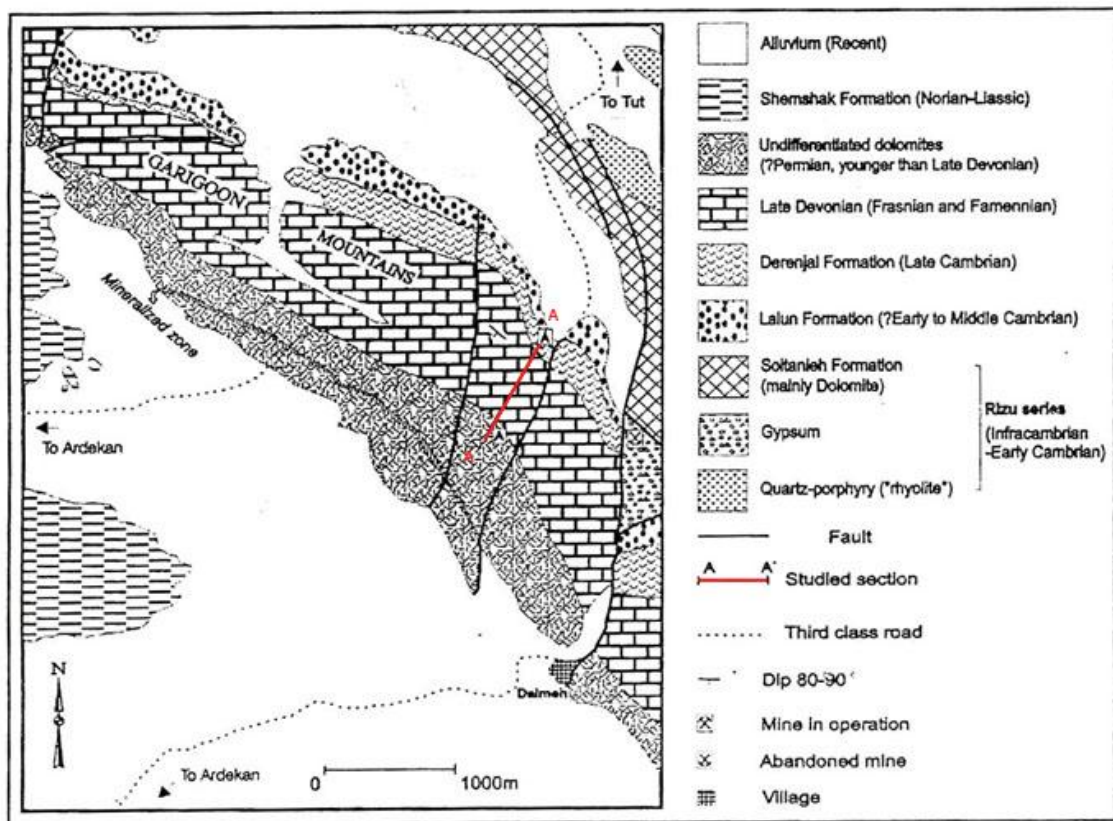 To Tut
GARIGOON
MOUNTAINS
Mineralized zone
A
A
A
To Ardekan
Dalmeh
N
To Ardekan
0 1000m
Alluvium (Recent)
Shemshak Formation (Norian-Liassic)
Undifferentiated dolomites
(?Permian, younger than Late Devonian)
Late Devonian (Frasnian and Famennian)
Derenjal Formation (Late Cambrian)
Lalun Formation (?Early to Middle Cambrian)
Soltanieh Formation
(mainly Dolomite)
Gypsum
Quartz-porphyry ("rhyolite")
Rizu series
(Infracambrian
-Early Cambrian)
Fault
A A'
Studied section
Third class road
Dip 80-90°
Mine in operation
Abandoned mine
Village